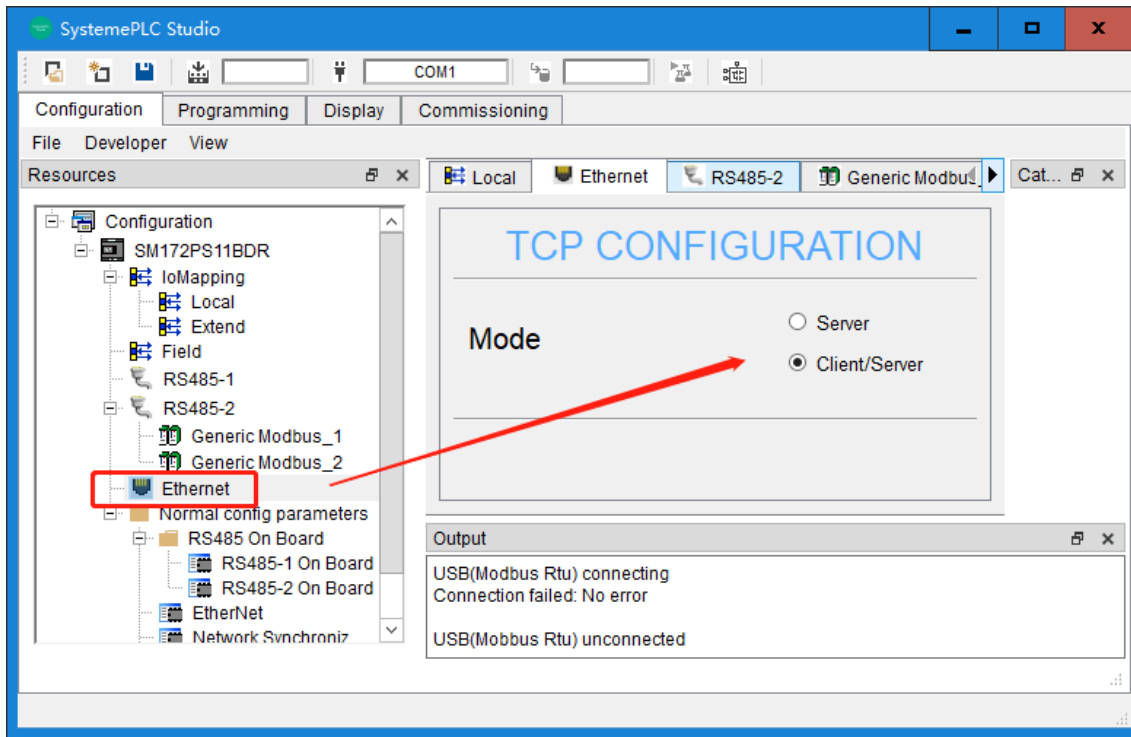 SystemePLC Studio
COM1
Configuration Programming Display Commissioning
File Developer View
Resources
Local Ethernet RS485-2 Generic Modbus_
Cat...
Configuration
SM172PS11BDR
IoMapping
Local
Extend
Field
RS485-1
RS485-2
Generic Modbus_1
Generic Modbus_2
Ethernet
Normal config parameters
RS485 On Board
RS485-1 On Board
RS485-2 On Board
EtherNet
Network Synchroniz
TCP CONFIGURATION
Mode
Server
Client/Server
Output
USB(Modbus Rtu) connecting
Connection failed: No error
USB(Mobbus Rtu) unconnected